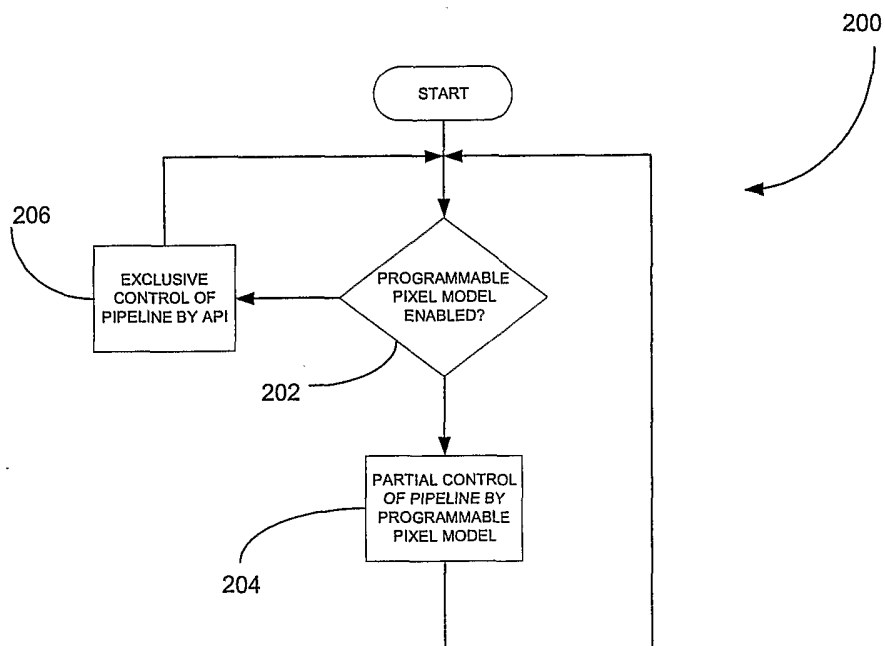 200
START
206
EXCLUSIVE
CONTROL OF
PIPELINE BY API
PROGRAMMABLE
PIXEL MODEL
ENABLED?
202
PARTIAL CONTROL
OF PIPELINE BY
PROGRAMMABLE
PIXEL MODEL
204